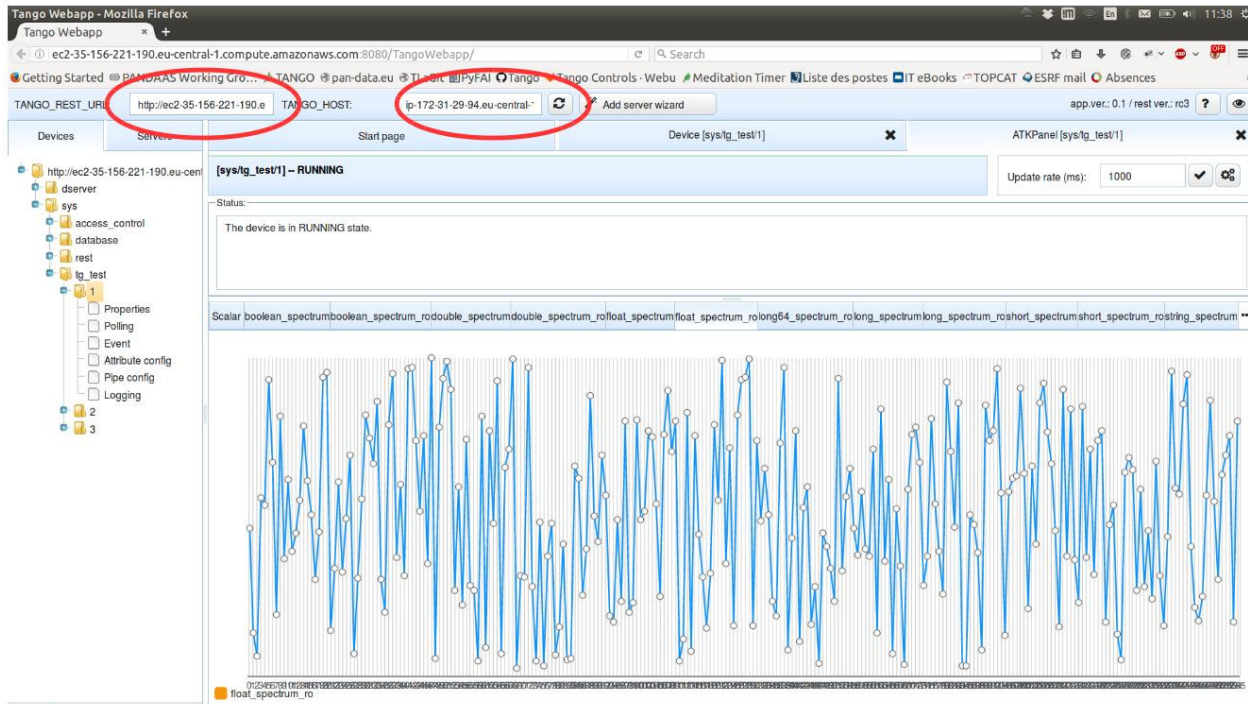 Tango Webapp - Mozilla Firefox
11:38
Tango Webapp × +
ec2-35-156-221-190.eu-central-1.compute.amazonaws.com:8080/TangoWebapp/
Search
Getting Started PANDAAS Working Gro... TANGO pan-data.eu PyFAI Tango Tango Controls · Webu Meditation Timer Liste des postes IT eBooks TOPCAT ESRF mail Absences
TANGO_REST_URL http://ec2-35-156-221-190.e TANGO_HOST: ip-172-31-29-94.eu-central- Add server wizard app.ver.: 0.1 / rest ver.: rc3 ?
Devices Servers Start page Device [sys/tg_test/1] ATKPanel [sys/tg_test/1]
http://ec2-35-156-221-190.eu-cen
dserver
sys
access_control
database
rest
tg_test
1
Properties
Polling
Event
Attribute config
Pipe config
Logging
2
3
[sys/tg_test/1] -- RUNNING
Update rate (ms): 1000
Status:
The device is in RUNNING state.
Scalar boolean_spectrum boolean_spectrum_ro double_spectrum double_spectrum_ro float_spectrum float_spectrum_ro long64_spectrum_ro long_spectrum long_spectrum_ro short_spectrum short_spectrum_ro string_spectrum
float_spectrum_ro